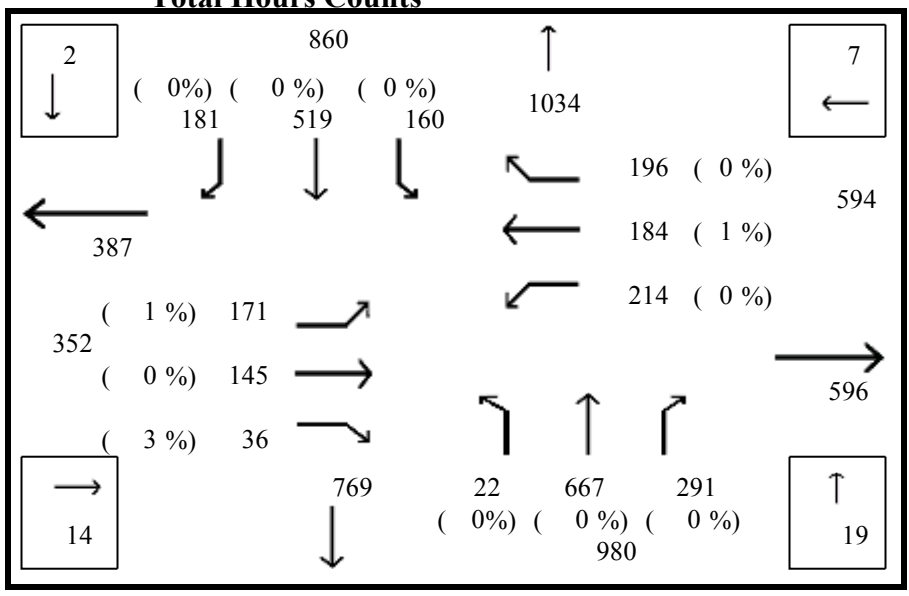 Total Hours Counts
2
860
7
( 0%) ( 0 %) ( 0 %)
1034
181 519 160
196 ( 0 %)
594
184 ( 1 %)
387
214 ( 0 %)
( 1 %) 171
352
( 0 %) 145
596
( 3 %) 36
769 22 667 291
( 0%) ( 0 %) ( 0 %)
14
980
19